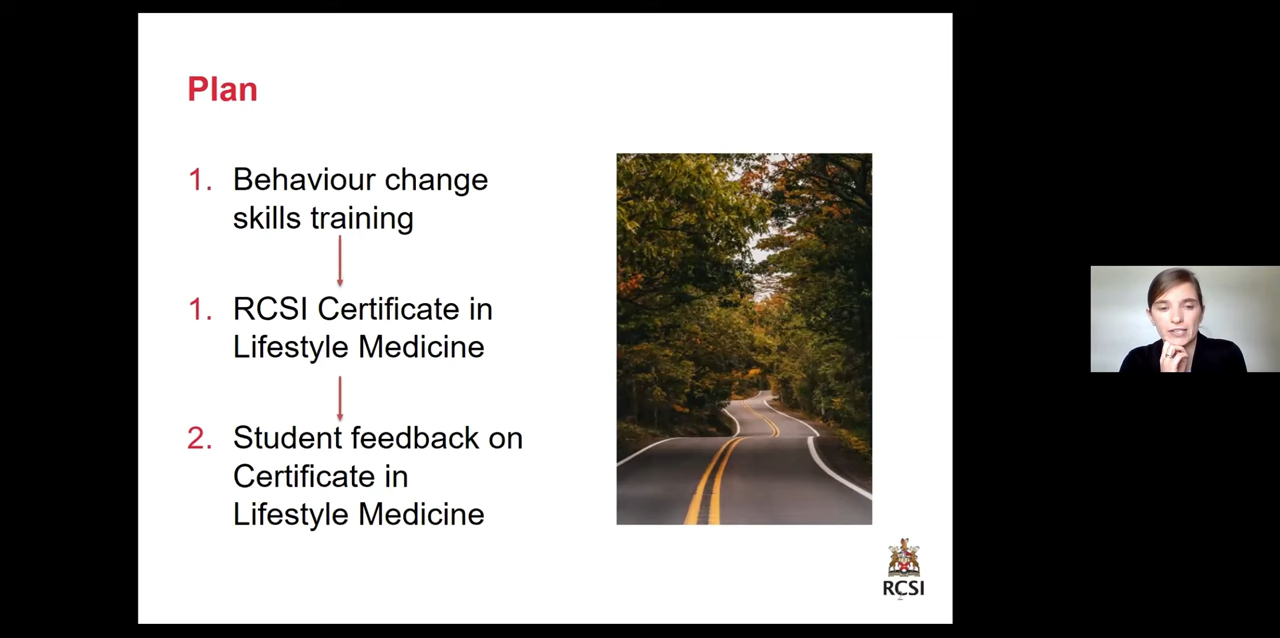 Plan
1. Behaviour change
skills training
1. RCSI Certificate in
Lifestyle Medicine
2. Student feedback on
Certificate in
Lifestyle Medicine
RCSI
2